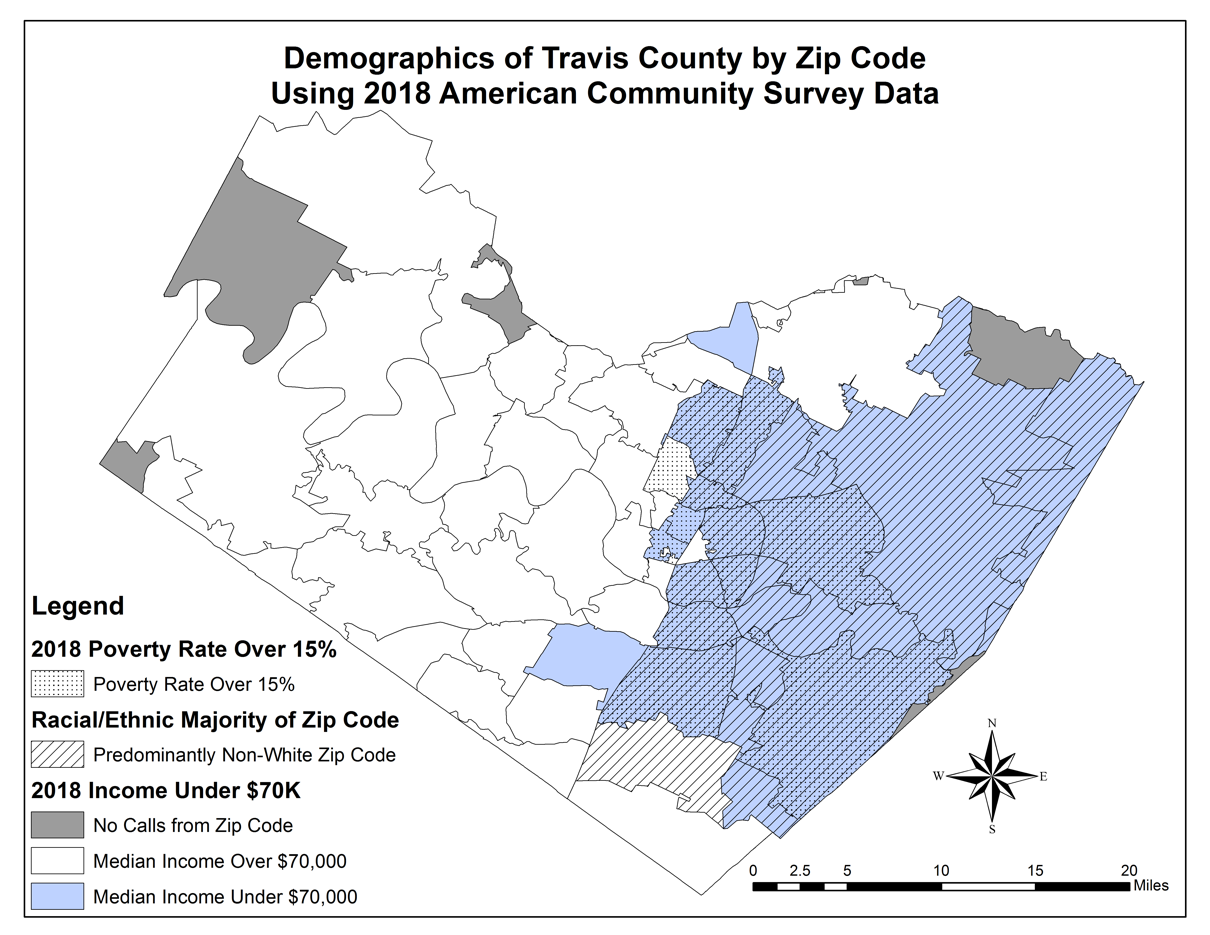 Demographics of Travis County by Zip Code
Using 2018 American Community Survey Data
Legend
2018 Poverty Rate Over 15%
Poverty Rate Over 15%
Racial/Ethnic Majority of Zip Code
Predominantly Non-White Zip Code
2018 Income Under $70K
No Calls from Zip Code
Median Income Over $70,000
Median Income Under $70,000
N
W E
S
0 2.5 5 10 15 20
Miles